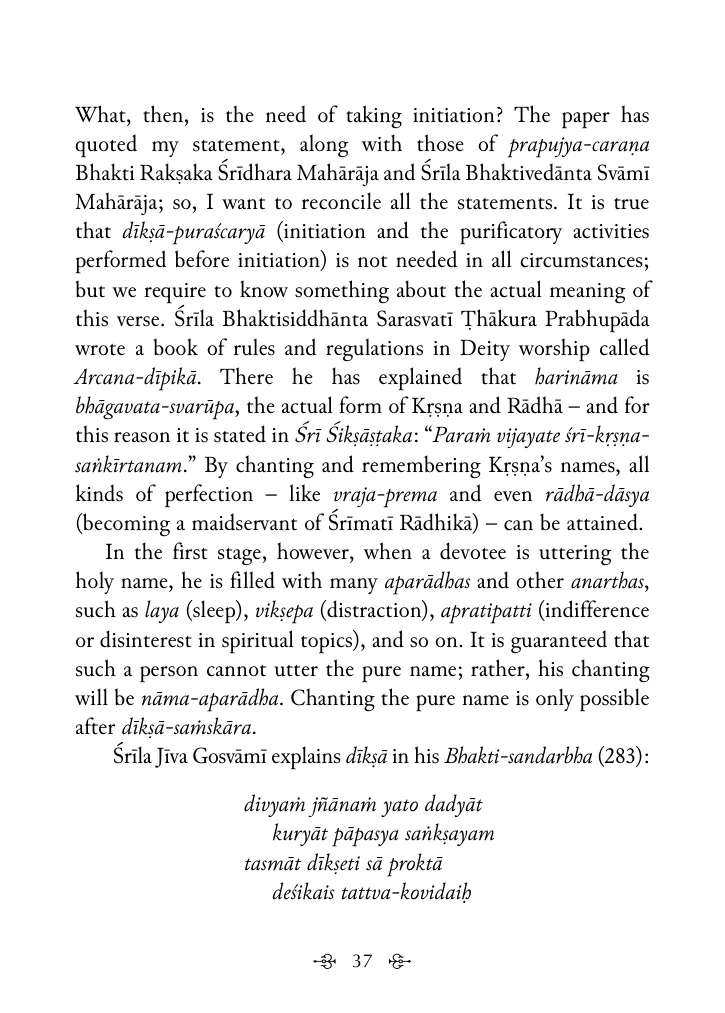 What, then, is the need of taking initiation? The paper has
quoted my statement, along with those of prapujya-caraṇa
Bhakti Rakṣaka Śrīdhara Mahārāja and Śrīla Bhaktivedānta Svāmī
Mahārāja; so, I want to reconcile all the statements. It is true
that dīkṣā-puraścaryā (initiation and the purificatory activities
performed before initiation) is not needed in all circumstances;
but we require to know something about the actual meaning of
this verse. Śrīla Bhaktisiddhānta Sarasvatī Ṭhākura Prabhupāda
wrote a book of rules and regulations in Deity worship called
Arcana-dīpikā. There he has explained that harināma is
bhāgavata-svarūpa, the actual form of Kṛṣṇa and Rādhā – and for
this reason it is stated in Śrī Śikṣāṣṭaka: “Paraṁ vijayate śrī-kṛṣṇa-
saṅkīrtanam.” By chanting and remembering Kṛṣṇa’s names, all
kinds of perfection – like vraja-prema and even rādhā-dāsya
(becoming a maidservant of Śrīmatī Rādhikā) – can be attained.
In the first stage, however, when a devotee is uttering the
holy name, he is filled with many aparādhas and other anarthas,
such as laya (sleep), vikṣepa (distraction), apratipatti (indifference
or disinterest in spiritual topics), and so on. It is guaranteed that
such a person cannot utter the pure name; rather, his chanting
will be nāma-aparādha. Chanting the pure name is only possible
after dīkṣā-saṁskāra.
Śrīla Jīva Gosvāmī explains dīkṣā in his Bhakti-sandarbha (283):
divyaṁ jñānaṁ yato dadyāt
kuryāt pāpasya saṅkṣayam
tasmāt dīkṣeti sā proktā
deśikais tattva-kovidaiḥ
37